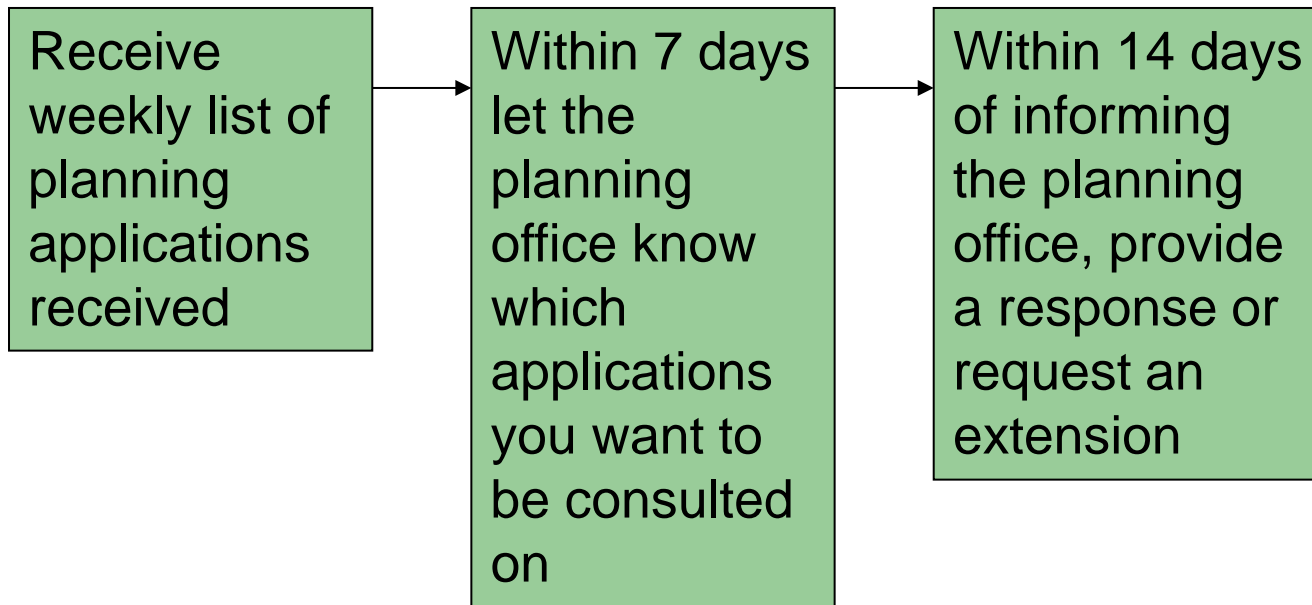 Receive
weekly list of
planning
applications
received
Within 7 days
let the
planning
office know
which
applications
you want to
be consulted
on
Within 14 days
of informing
the planning
office, provide
a response or
request an
extension